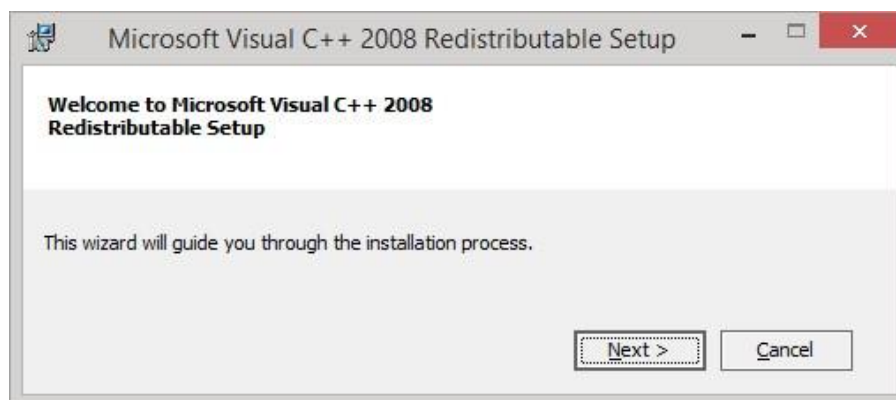 Microsoft Visual C++ 2008 Redistributable Setup
Welcome to Microsoft Visual C++ 2008
Redistributable Setup
This wizard will guide you through the installation process.
Next > Cancel